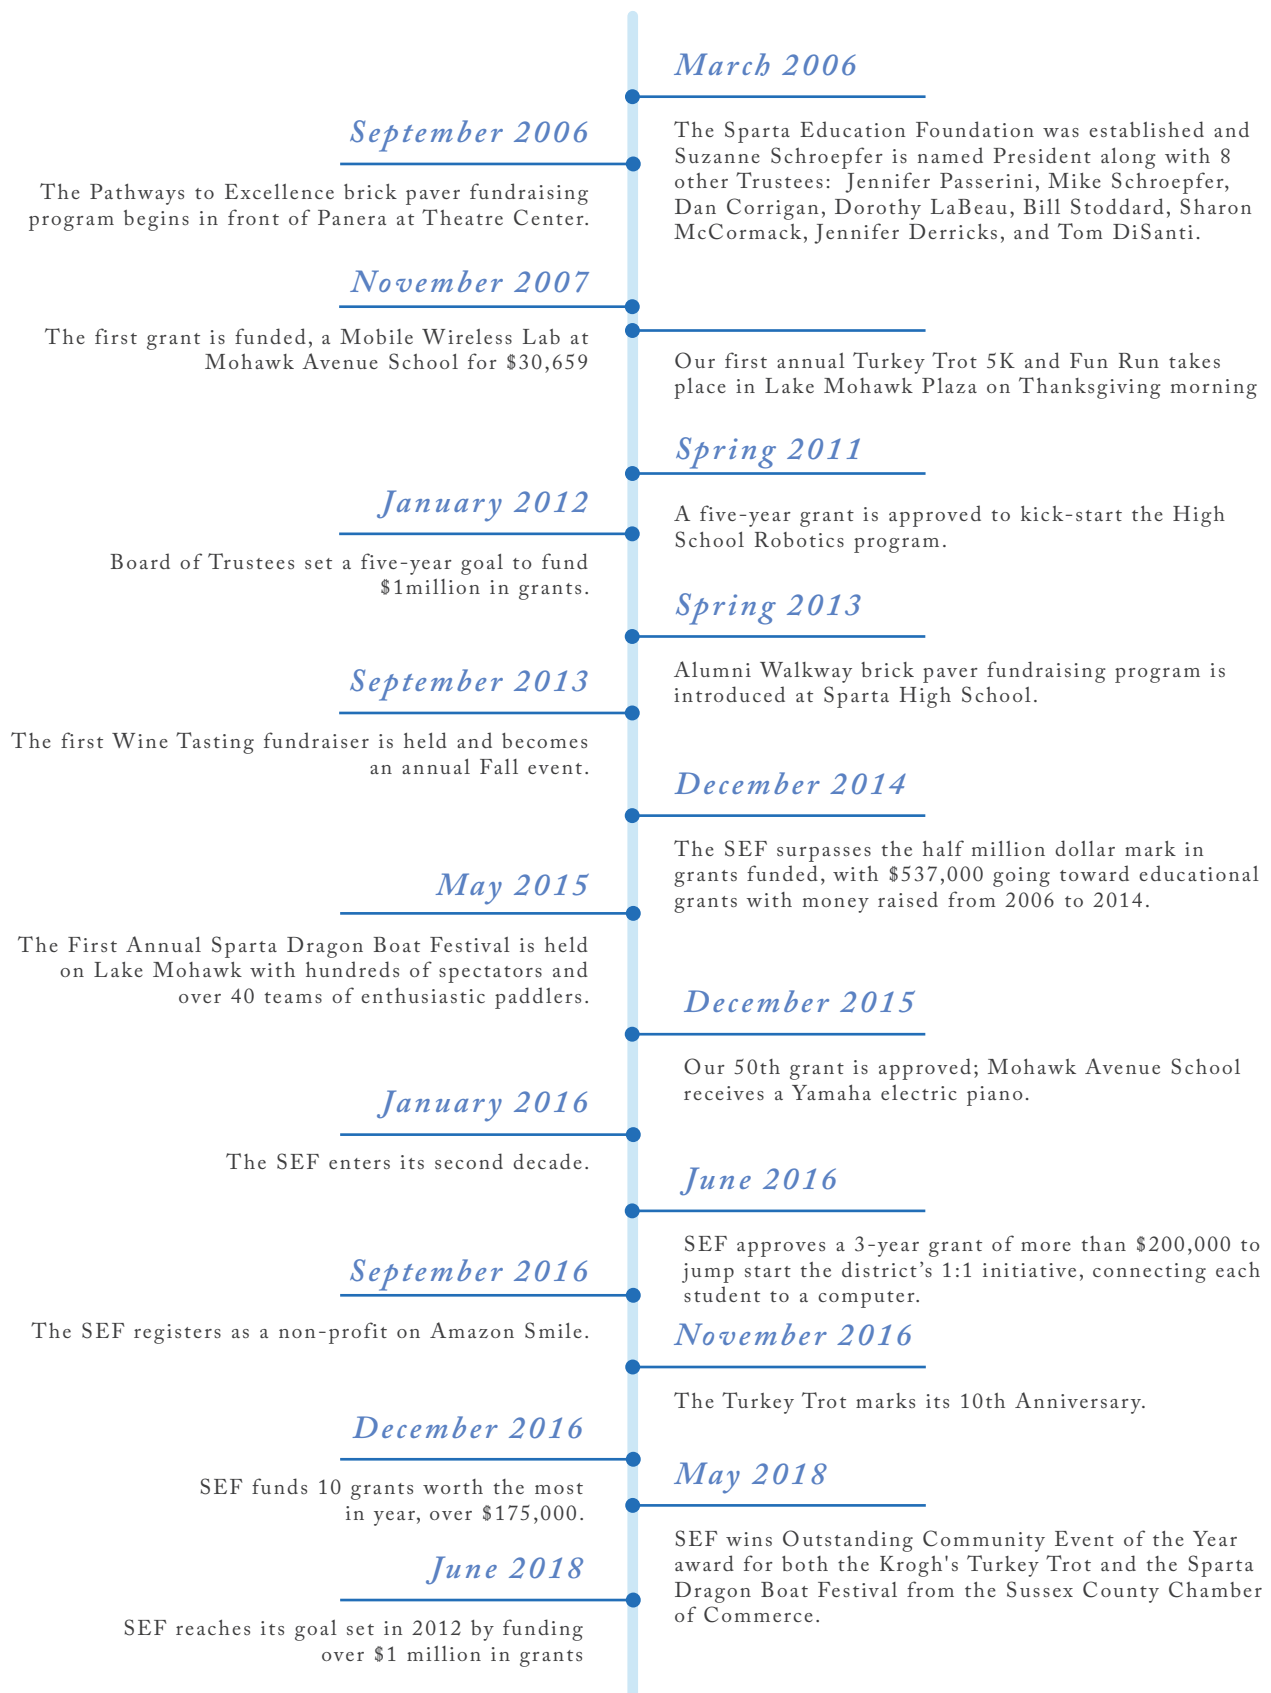 March 2006
The Sparta Education Foundation was established and
Suzanne Schroepfer is named President along with 8
other Trustees:  Jennifer Passerini, Mike Schroepfer,
Dan Corrigan, Dorothy LaBeau, Bill Stoddard, Sharon
McCormack, Jennifer Derricks, and Tom DiSanti.
September 2006
The Pathways to Excellence brick paver fundraising
program begins in front of Panera at Theatre Center.
November 2007
The first grant is funded, a Mobile Wireless Lab at
Mohawk Avenue School for $30,659
Our first annual Turkey Trot 5K and Fun Run takes
place in Lake Mohawk Plaza on Thanksgiving morning
Spring 2011
A five-year grant is approved to kick-start the High
School Robotics program.
January 2012
Board of Trustees set a five-year goal to fund
$1million in grants.
Spring 2013
Alumni Walkway brick paver fundraising program is
introduced at Sparta High School.
September 2013
The first Wine Tasting fundraiser is held and becomes
an annual Fall event.
December 2014
The SEF surpasses the half million dollar mark in
grants funded, with $537,000 going toward educational
grants with money raised from 2006 to 2014.
May 2015
The First Annual Sparta Dragon Boat Festival is held
on Lake Mohawk with hundreds of spectators and
over 40 teams of enthusiastic paddlers.
December 2015
Our 50th grant is approved; Mohawk Avenue School
receives a Yamaha electric piano.
January 2016
The SEF enters its second decade.
June 2016
SEF approves a 3-year grant of more than $200,000 to
jump start the district’s 1:1 initiative, connecting each
student to a computer.
September 2016
The SEF registers as a non-profit on Amazon Smile.
November 2016
The Turkey Trot marks its 10th Anniversary.
December 2016
SEF funds 10 grants worth the most
in year, over $175,000.
May 2018
SEF wins Outstanding Community Event of the Year
award for both the Krogh's Turkey Trot and the Sparta
Dragon Boat Festival from the Sussex County Chamber
of Commerce.
June 2018
SEF reaches its goal set in 2012 by funding
over $1 million in grants